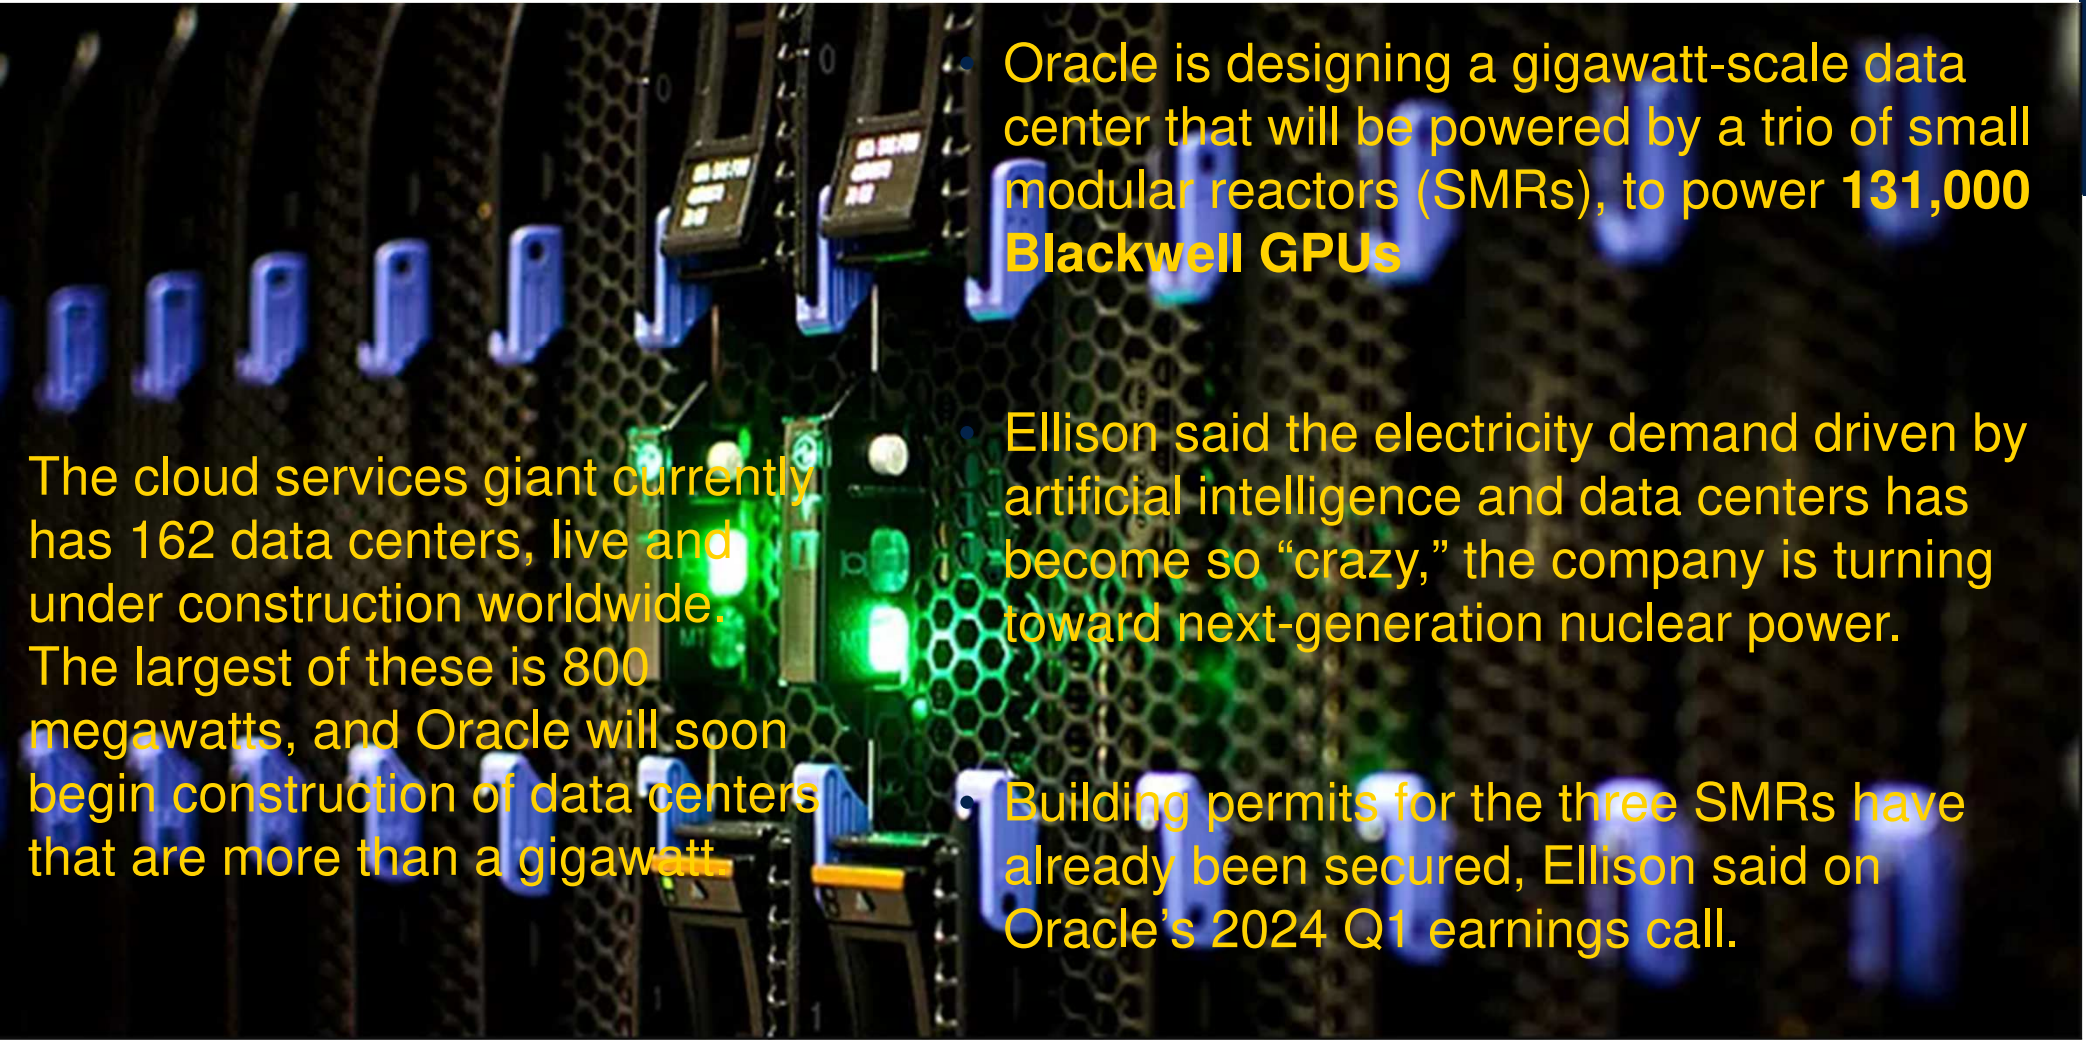 The cloud services giant currently
has 162 data centers, live and
under construction worldwide.
The largest of these is 800
megawatts, and Oracle will soon
begin construction of data centers
that are more than a gigawatt.
• Oracle is designing a gigawatt-scale data
center that will be powered by a trio of small
modular reactors (SMRs), to power 131,000
Blackwell GPUs
• Ellison said the electricity demand driven by
artificial intelligence and data centers has
become so “crazy,” the company is turning
toward next-generation nuclear power.
• Building permits for the three SMRs have
already been secured, Ellison said on
Oracle’s 2024 Q1 earnings call.